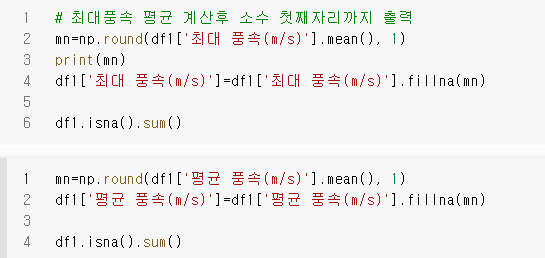 1 # 최대풍속 평균 계산후 소수 첫째자리까지 출력
2 mn=np.round(df1['최대 풍속(m/s)'].mean(), 1)
3 print(mn)
4 df1['최대 풍속(m/s)']=df1['최대 풍속(m/s)'].fillna(mn)
5
6 df1.isna().sum()
1 mn=np.round(df1['평균 풍속(m/s)'].mean(), 1)
2 df1['평균 풍속(m/s)']=df1['평균 풍속(m/s)'].fillna(mn)
3
4 df1.isna().sum()